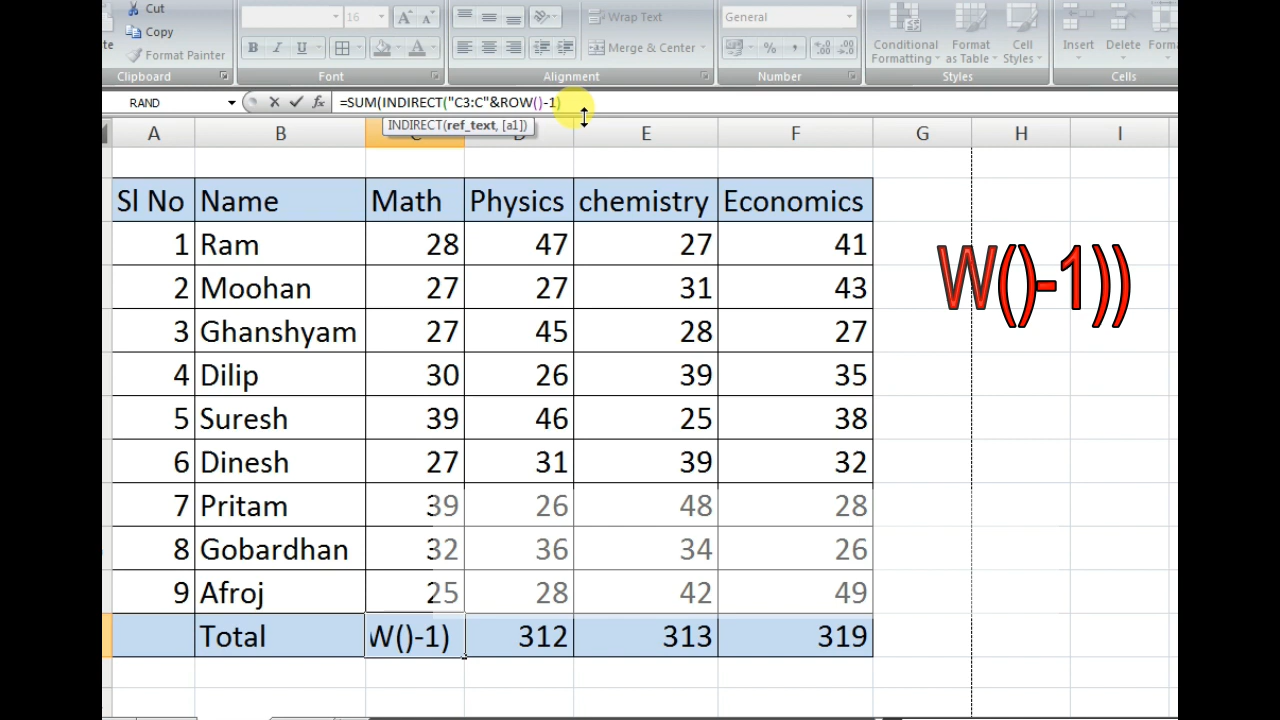 Cut
Copy
Format Painter
Clipboard
16
A A
B I U A
Font
Wrap Text
Merge & Center
Alignment
General
% ,
Number
Conditional Formatting
Format as Table
Cell Styles
Styles
Insert Delete Forma
Cells
RAND fx =SUM(INDIRECT("C3:C"&ROW()-1)
INDIRECT(ref_text, [a1])
A B C D E F G H I
Sl No Name Math Physics chemistry Economics
1 Ram 28 47 27 41
2 Moohan 27 27 31 43
3 Ghanshyam 27 45 28 27
4 Dilip 30 26 39 35
5 Suresh 39 46 25 38
6 Dinesh 27 31 39 32
7 Pritam 39 26 48 28
8 Gobardhan 32 36 34 26
9 Afroj 25 28 42 49
Total W()-1) 312 313 319
W()-1))